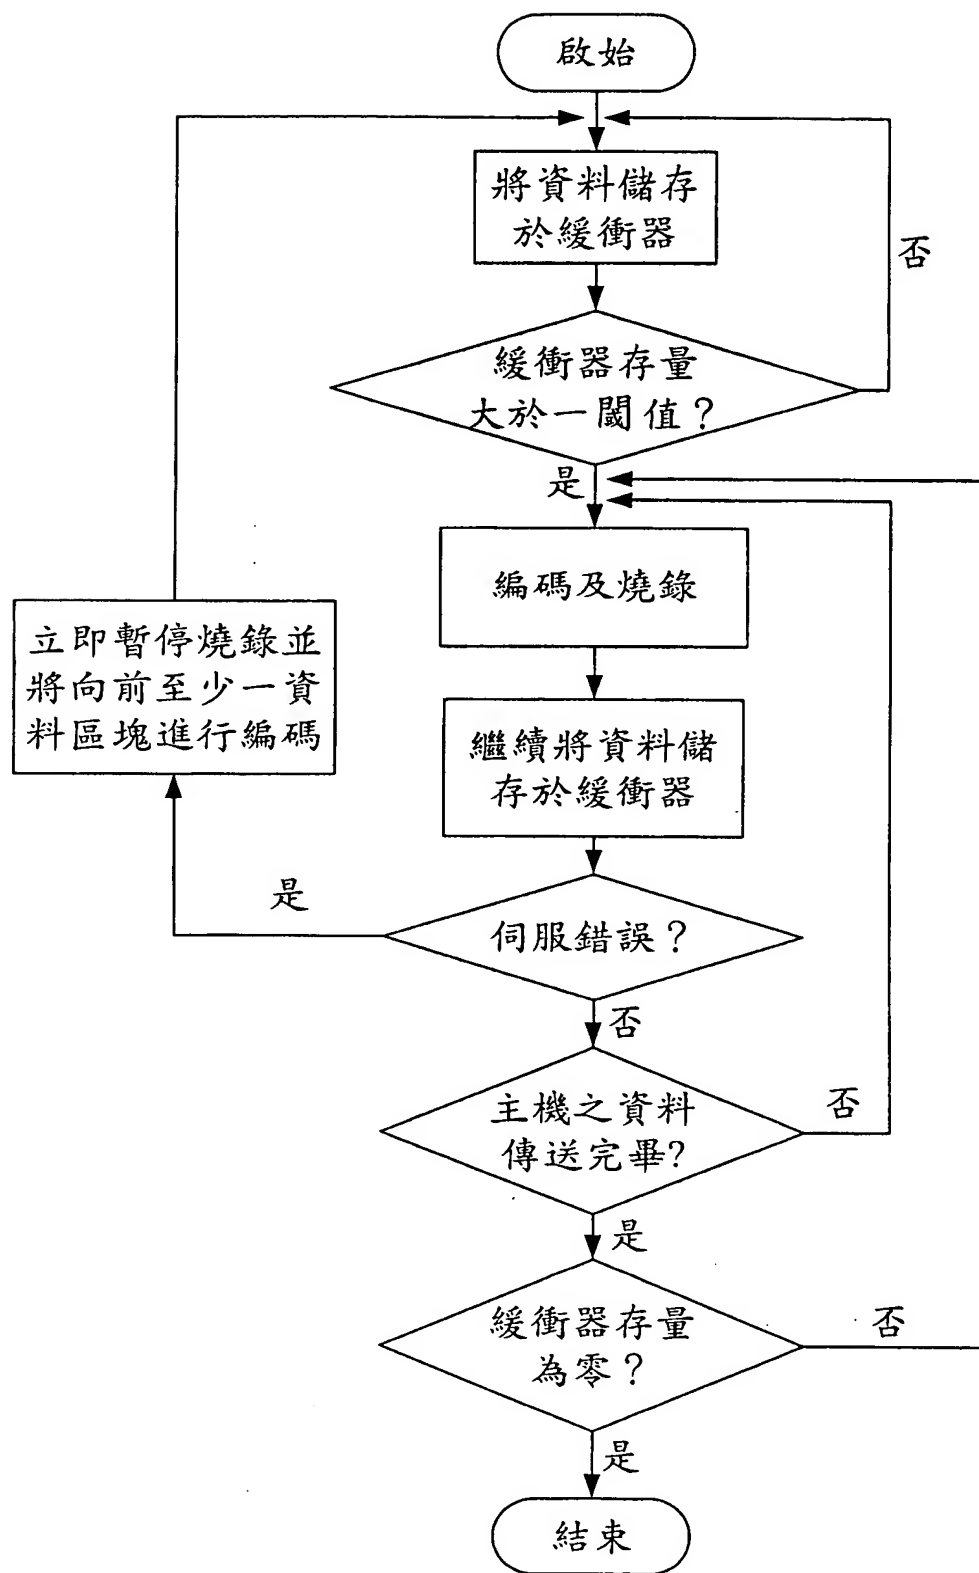 啟始
將資料儲存
於緩衝器
否
緩衝器存量
大於一閾值？
是
編碼及燒錄
立即暫停燒錄並
將向前至少一資
料區塊進行編碼
繼續將資料儲
存於緩衝器
是
伺服錯誤？
否
主機之資料
傳送完畢？
否
是
緩衝器存量
為零？
否
是
結束